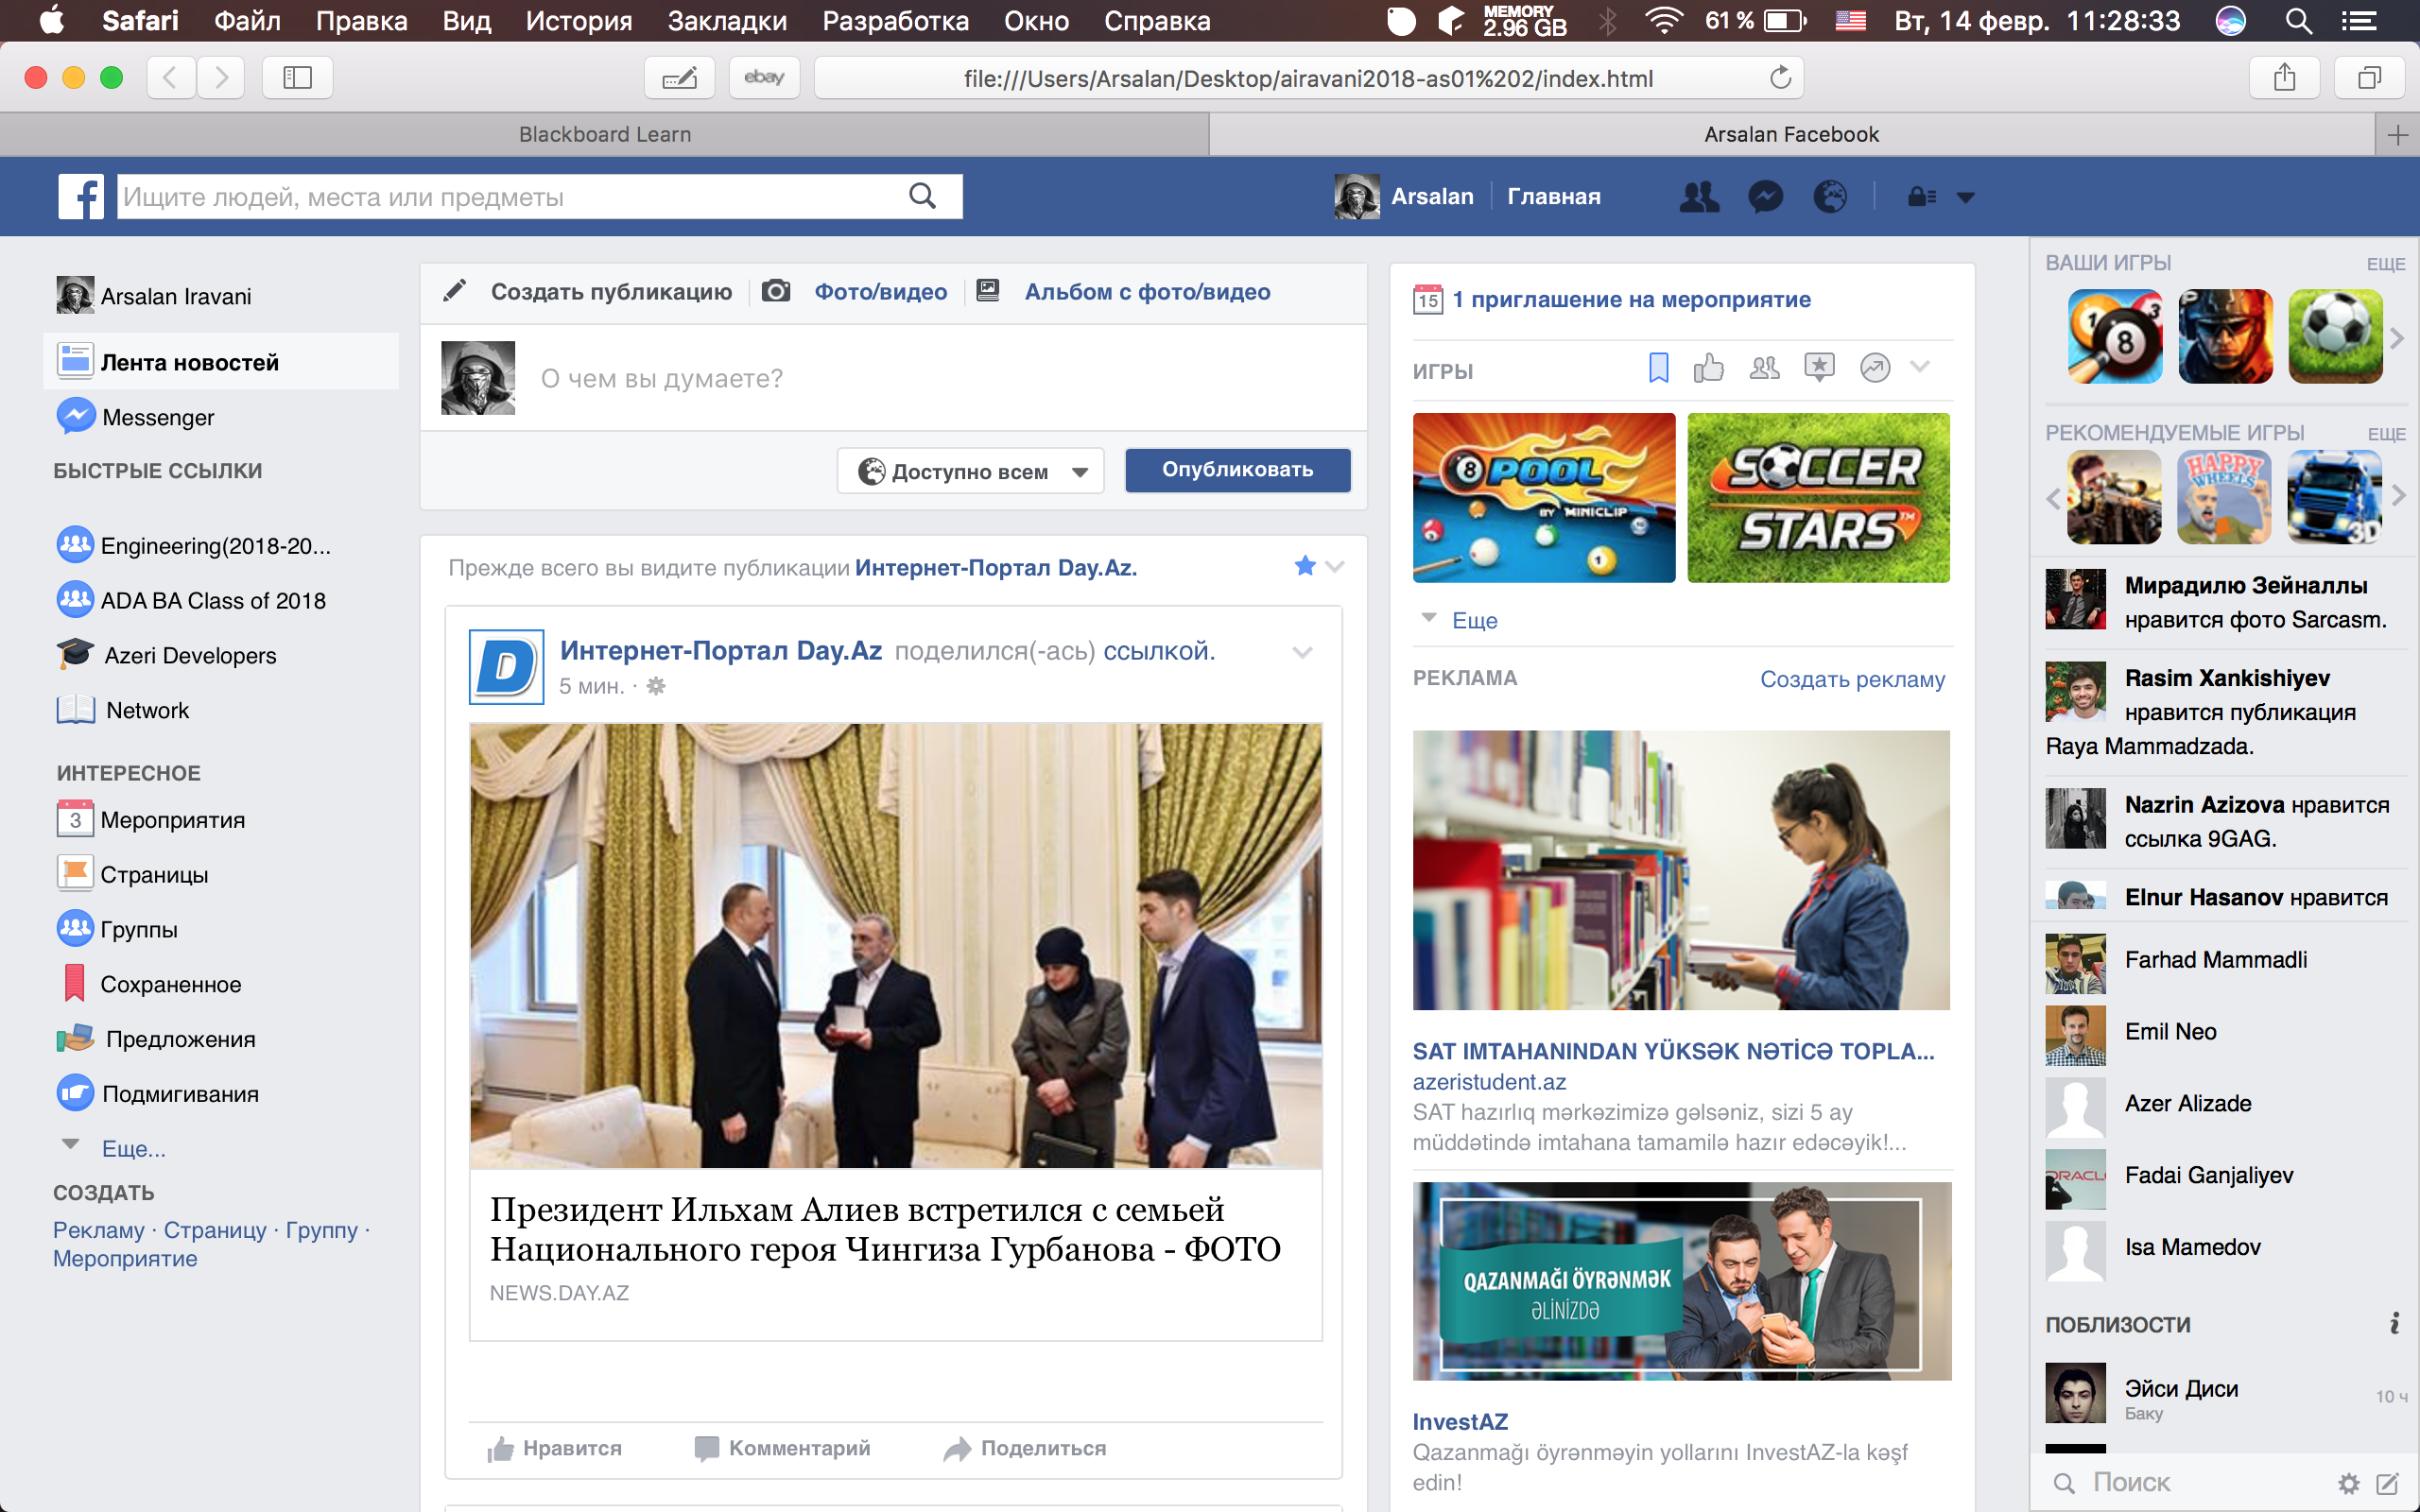 Safari Файл Правка Вид История Закладки Разработка Окно Справка MEMORY 2.96 GB 61 % Вт, 14 февр. 11:28:33
ebay file:///Users/Arsalan/Desktop/airavani2018-as01%202/index.html
Blackboard Learn
Arsalan Facebook
Ищите людей, места или предметы
Arsalan Главная
Arsalan Iravani
Лента новостей
Messenger
БЫСТРЫЕ ССЫЛКИ
Engineering(2018-20...
ADA BA Class of 2018
Azeri Developers
Network
ИНТЕРЕСНОЕ
3 Мероприятия
Страницы
Группы
Сохраненное
Предложения
Подмигивания
Еще...
СОЗДАТЬ
Рекламу · Страницу · Группу ·
Мероприятие
Создать публикацию Фото/видео Альбом с фото/видео
О чем вы думаете?
Доступно всем Опубликовать
Прежде всего вы видите публикации Интернет-Портал Day.Az.
D
Интернет-Портал Day.Az поделился(-ась) ссылкой.
5 мин. ·
Президент Ильхам Алиев встретился с семьей
Национального героя Чингиза Гурбанова - ФОТО
NEWS.DAY.AZ
Нравится Комментарий Поделиться
15 1 приглашение на мероприятие
ИГРЫ
8 POOL
BY MINICLIP
1
SOCCER
STARS™
Еще
РЕКЛАМА Создать рекламу
SAT IMTAHANINDAN YÜKSƏK NƏTİCƏ TOPLA...
azeristudent.az
SAT hazırlıq mərkəzimizə gəlsəniz, sizi 5 ay
müddətində imtahana tamamilə hazır edəcəyik!...
QAZANMAĞI ÖYRƏNMƏK
ƏLİNİZDƏ
InvestAZ
Qazanmağı öyrənməyin yollarını InvestAZ-la kəşf
edin!
ВАШИ ИГРЫ ЕЩЕ
1 3 8
РЕКОМЕНДУЕМЫЕ ИГРЫ ЕЩЕ
HAPPY
WHEELS
3D
Мирадилю Зейналлы
нравится фото Sarcasm.
Rasim Xankishiyev
нравится публикация
Raya Mammadzada.
Nazrin Azizova нравится
ссылка 9GAG.
Elnur Hasanov нравится
Farhad Mammadli
Emil Neo
Azer Alizade
ORACL
Fadai Ganjaliyev
Isa Mamedov
ПОБЛИЗОСТИ i
Эйси Диси
Баку
10 ч
Поиск